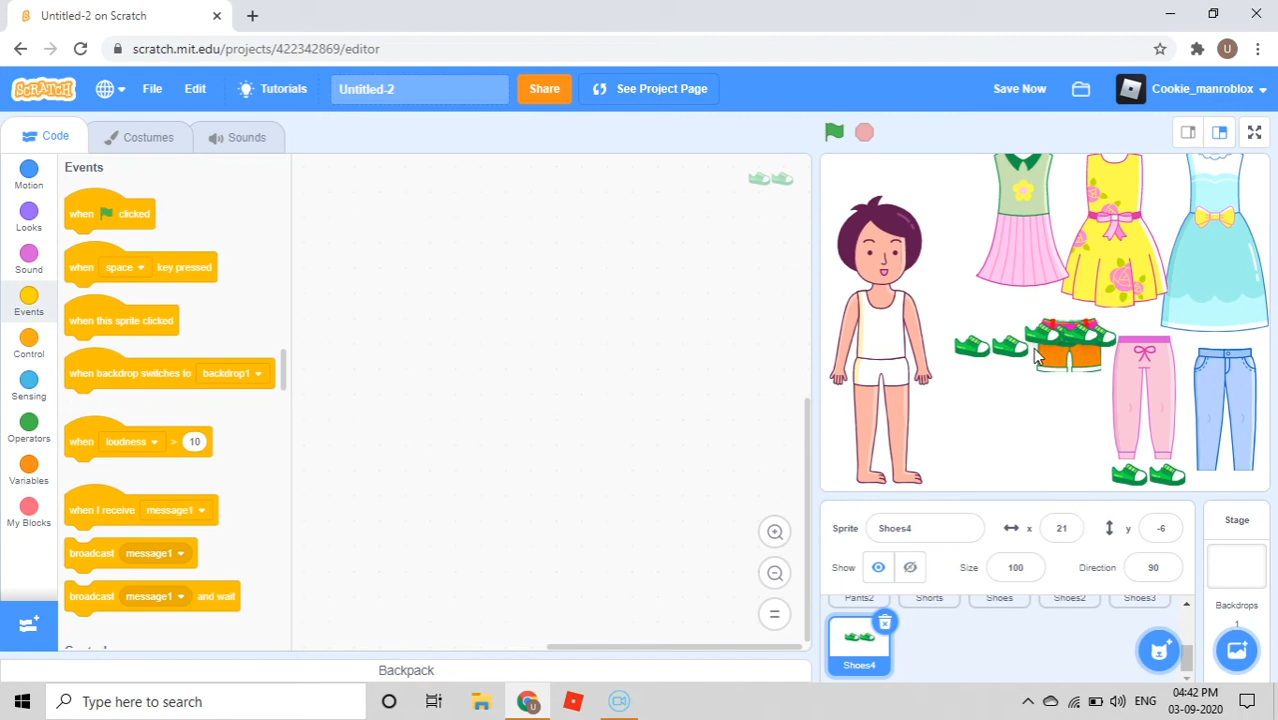 Untitled-2 on Scratch
scratch.mit.edu/projects/422342869/editor
U
SCRATCH
File
Edit
Tutorials
Untitled-2
Share
See Project Page
Save Now
Cookie_manroblox
Code
Costumes
Sounds
Motion
Looks
Sound
Events
Control
Sensing
Operators
Variables
My Blocks
Events
when clicked
when space key pressed
when this sprite clicked
when backdrop switches to backdrop1
when loudness > 10
when I receive message1
broadcast message1
broadcast message1 and wait
Sprite Shoes4 x 21 y -6
Show Size 100 Direction 90
Stage
Backdrops
1
Pants2 Shorts Shoes Shoes2 Shoes3
Shoes4
Backpack
Type here to search
U
ENG
04:42 PM
03-09-2020